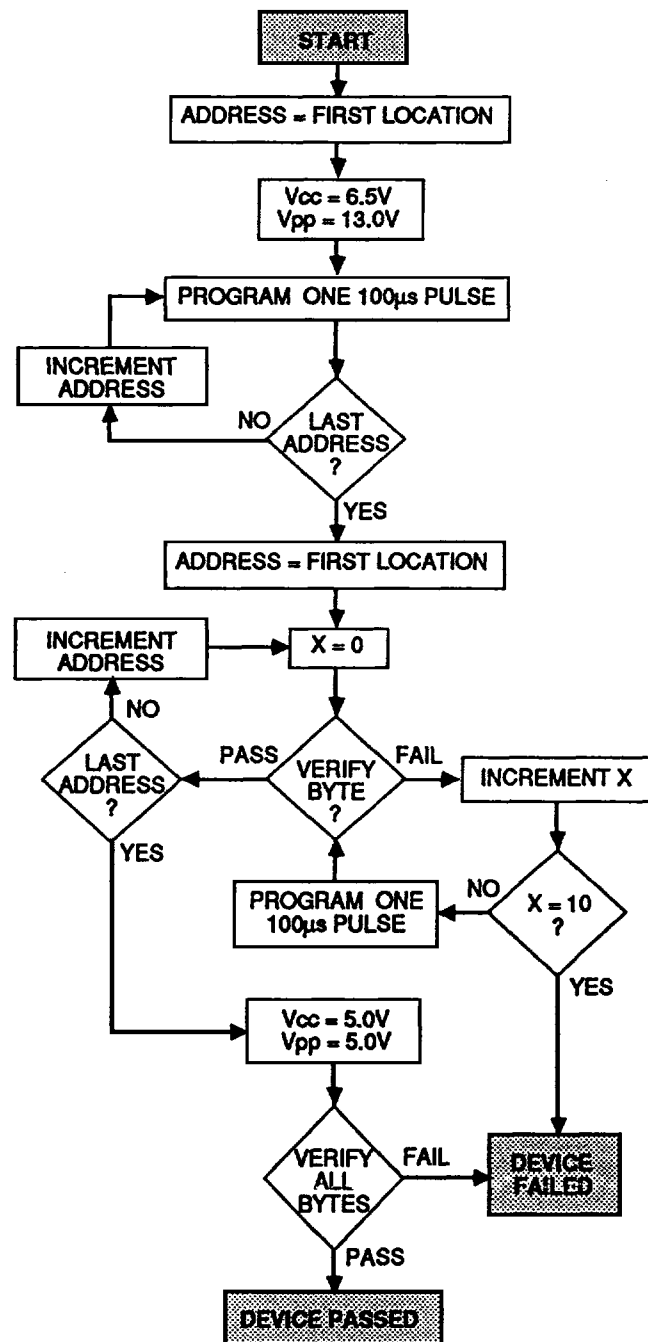 START
ADDRESS = FIRST LOCATION
Vcc = 6.5V
Vpp = 13.0V
PROGRAM ONE 100µs PULSE
INCREMENT
ADDRESS
NO
LAST
ADDRESS
?
YES
ADDRESS = FIRST LOCATION
INCREMENT
ADDRESS
X = 0
NO
LAST
ADDRESS
?
PASS
VERIFY
BYTE
?
FAIL
INCREMENT X
YES
PROGRAM ONE
100µs PULSE
NO
X = 10
?
YES
Vcc = 5.0V
Vpp = 5.0V
VERIFY
ALL
BYTES
FAIL
DEVICE
FAILED
PASS
DEVICE PASSED